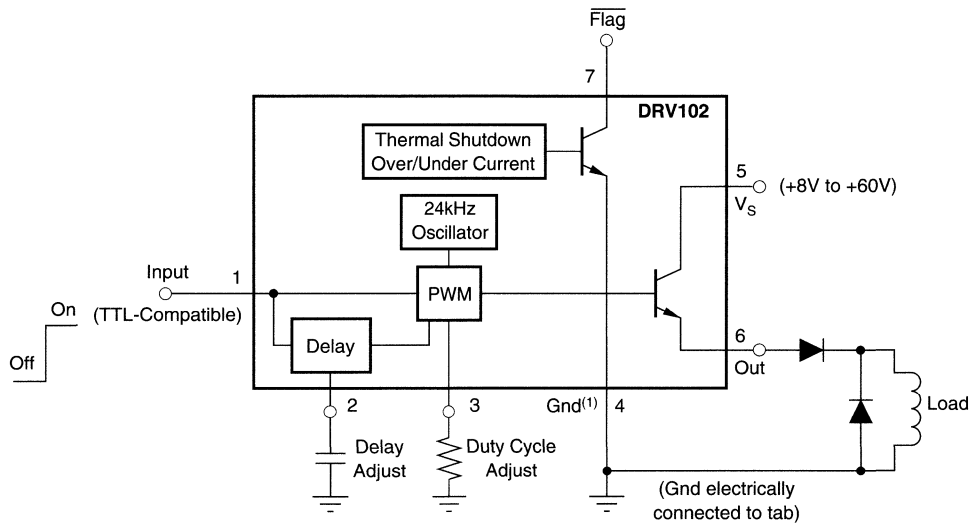 Flag
7
DRV102
Thermal Shutdown
Over/Under Current
5
(+8V to +60V)
VS
24kHz
Oscillator
Input
1
PWM
On
(TTL-Compatible)
Off
Delay
6
Out
Load
2
3
Gnd(1)
4
Delay
Adjust
Duty Cycle
Adjust
(Gnd electrically
connected to tab)